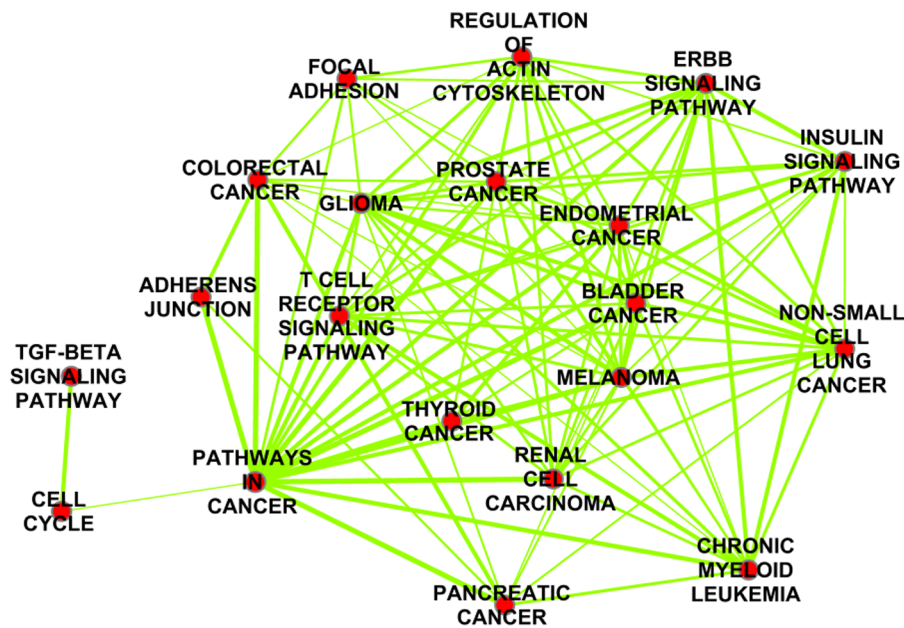 REGULATION
OF
ACTIN
CYTOSKELETON
FOCAL
ADHESION
ERBB
SIGNALING
PATHWAY
INSULIN
SIGNALING
PATHWAY
COLORECTAL
CANCER
PROSTATE
CANCER
GLIOMA
ENDOMETRIAL
CANCER
ADHERENS
JUNCTION
T CELL
RECEPTOR
SIGNALING
PATHWAY
BLADDER
CANCER
NON-SMALL
CELL
LUNG
CANCER
TGF-BETA
SIGNALING
PATHWAY
MELANOMA
THYROID
CANCER
PATHWAYS
IN
CANCER
RENAL
CELL
CARCINOMA
CELL
CYCLE
CHRONIC
MYELOID
LEUKEMIA
PANCREATIC
CANCER